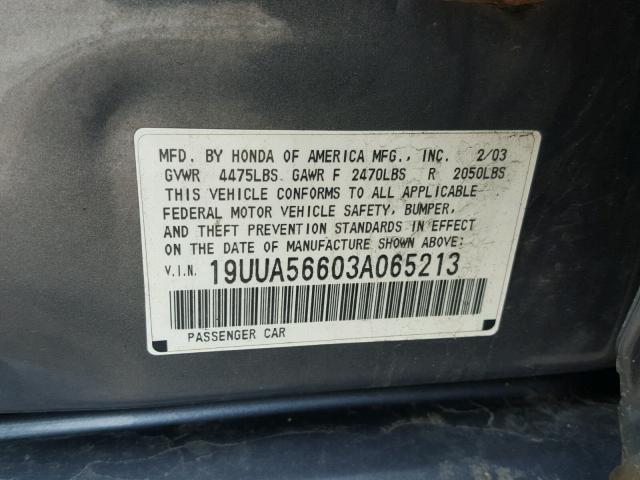 MFD. BY HONDA OF AMERICA MFG., INC. 2/03
GVWR 4475LBS GAWR F 2470LBS R 2050LBS
THIS VEHICLE CONFORMS TO ALL APPLICABLE
FEDERAL MOTOR VEHICLE SAFETY, BUMPER,
AND THEFT PREVENTION STANDARDS IN EFFECT
ON THE DATE OF MANUFACTURE SHOWN ABOVE:
V.I.N. 19UUA56603A065213
PASSENGER CAR